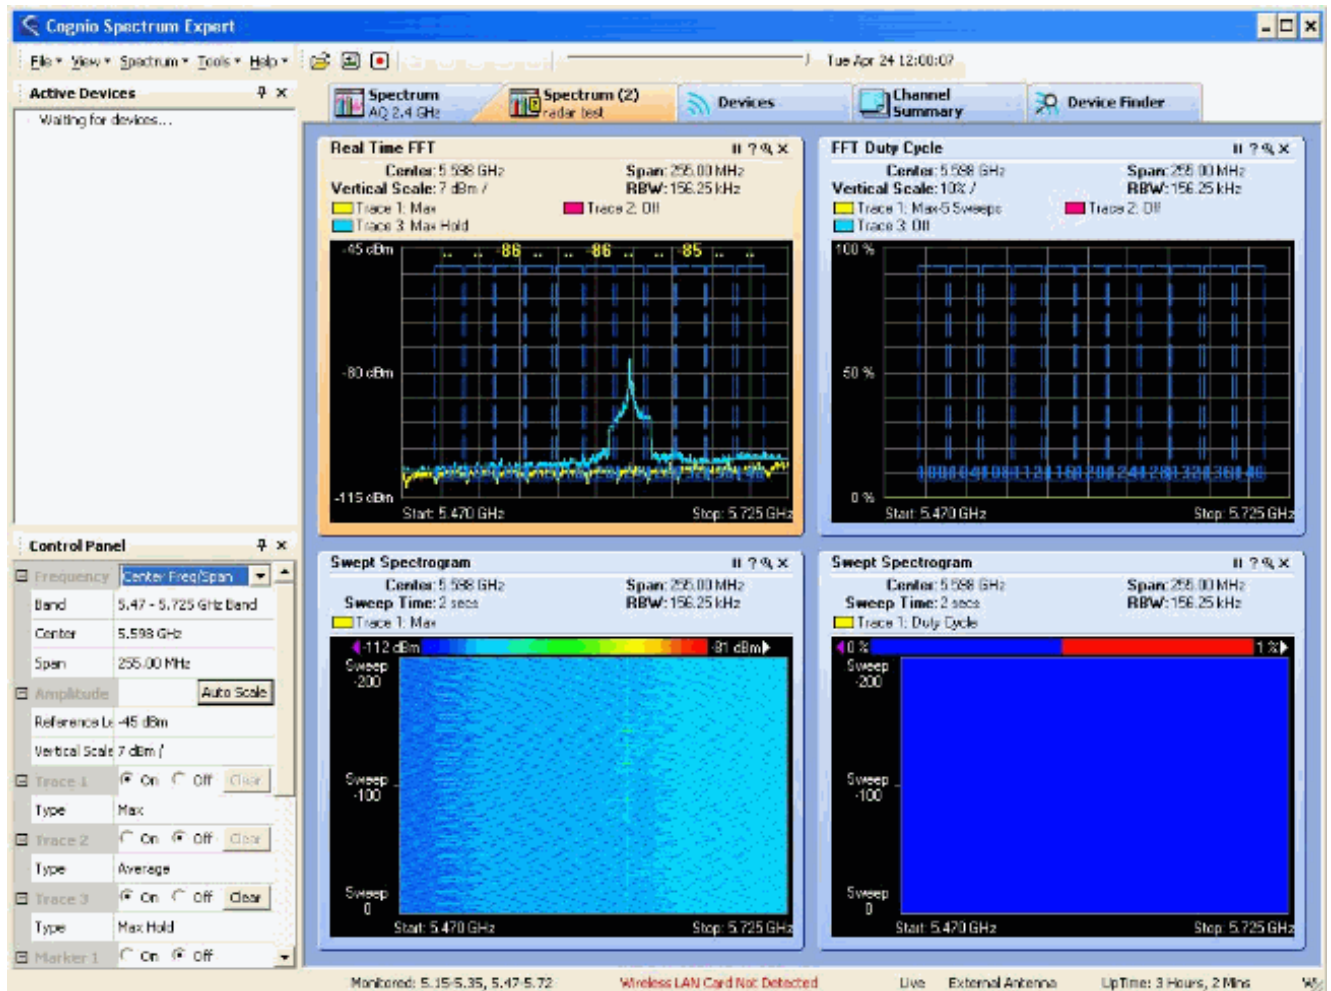 Cognio Spectrum Expert
File View Spectrum Tools Help
Tue Apr 24 12:00:07
Active Devices
Waiting for devices...
Spectrum
AQ 2.4 GHz
Spectrum (2)
radar test
Devices
Channel
Summary
Device Finder
Real Time FFT
Center: 5.598 GHz Span: 255.00 MHz
Vertical Scale: 7 dBm / RBW: 156.25 kHz
Trace 1: Max Trace 2: Off
Trace 3: Max Hold
-45 dBm
.. .. -86 .. .. -86 .. .. -85 .. ..
-80 dBm
-115 dBm
Start: 5.470 GHz Stop: 5.725 GHz
FFT Duty Cycle
Center: 5.598 GHz Span: 255.00 MHz
Vertical Scale: 10% / RBW: 156.25 kHz
Trace 1: Max-5 Sweeps Trace 2: Off
Trace 3: Off
100 %
50 %
100 104 108 112 116 120 124 128 132 136 140
0 %
Start: 5.470 GHz Stop: 5.725 GHz
Control Panel
Frequency Center Freq/Span
Band 5.47 - 5.725 GHz Band
Center 5.598 GHz
Span 255.00 MHz
Amplitude Auto Scale
Reference Le -45 dBm
Vertical Scale 7 dBm /
Trace 1 On Off Clear
Type Max
Trace 2 On Off Clear
Type Average
Trace 3 On Off Clear
Type Max Hold
Marker 1 On Off
Swept Spectrogram
Center: 5.598 GHz Span: 255.00 MHz
Sweep Time: 2 secs RBW: 156.25 kHz
Trace 1: Max
-112 dBm -81 dBm
Sweep
-200
Sweep
-100
Sweep
0
Start: 5.470 GHz Stop: 5.725 GHz
Swept Spectrogram
Center: 5.598 GHz Span: 255.00 MHz
Sweep Time: 2 secs RBW: 156.25 kHz
Trace 1: Duty Cycle
0 % 1 %
Sweep
-200
Sweep
-100
Sweep
0
Start: 5.470 GHz Stop: 5.725 GHz
Monitored: 5.15-5.35, 5.47-5.72 Wireless LAN Card Not Detected Live External Antenna UpTime: 3 Hours, 2 Mins